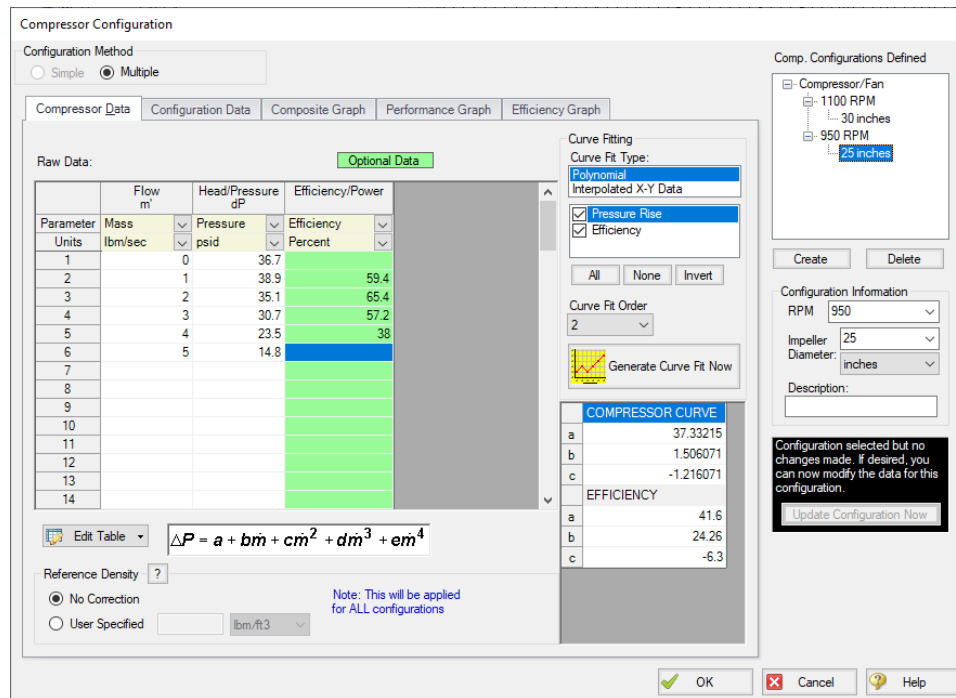 Compressor Configuration
Configuration Method
Simple Multiple
Compressor Data Configuration Data Composite Graph Performance Graph Efficiency Graph
Raw Data: Optional Data
Flow Head/Pressure Efficiency/Power
m' dP
Parameter Mass Pressure Efficiency
Units lbm/sec psid Percent
1 0 36.7
2 1 38.9 59.4
3 2 35.1 65.4
4 3 30.7 57.2
5 4 23.5 38
6 5 14.8
7
8
9
10
11
12
13
14
Edit Table
ΔP = a + bṁ + cṁ² + dṁ³ + eṁ⁴
Reference Density ?
No Correction
User Specified lbm/ft3
Note: This will be applied
for ALL configurations
Curve Fitting
Curve Fit Type:
Polynomial
Interpolated X-Y Data
Pressure Rise
Efficiency
All None Invert
Curve Fit Order
2
Generate Curve Fit Now
COMPRESSOR CURVE
a 37.33215
b 1.506071
c -1.216071
EFFICIENCY
a 41.6
b 24.26
c -6.3
Comp. Configurations Defined
Compressor/Fan
1100 RPM
30 inches
950 RPM
25 inches
Create Delete
Configuration Information
RPM 950
Impeller 25
Diameter: inches
Description:
Configuration selected but no
changes made. If desired, you
can now modify the data for this
configuration.
Update Configuration Now
OK Cancel Help